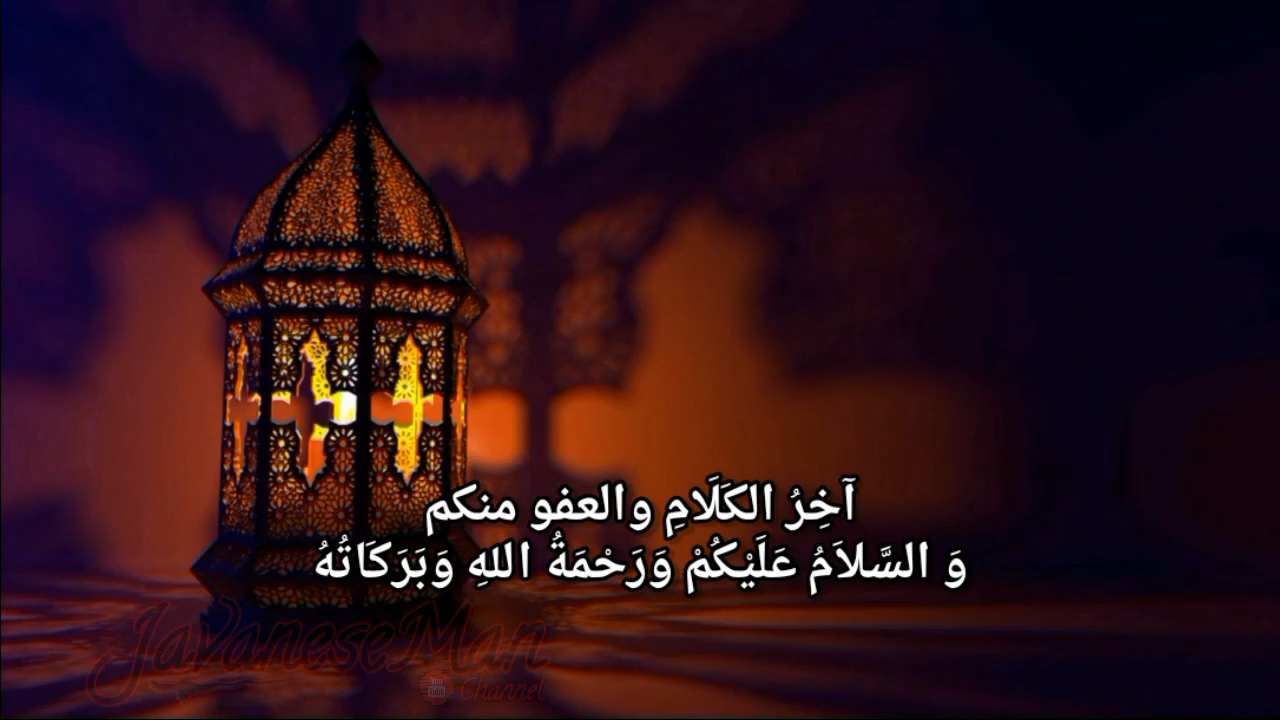 آخِرُ الكَلَامِ والعفو منكم
وَ السَّلاَمُ عَلَيْكُمْ وَرَحْمَةُ اللهِ وَبَرَكَاتُهُ
JavaneseMan
Channel